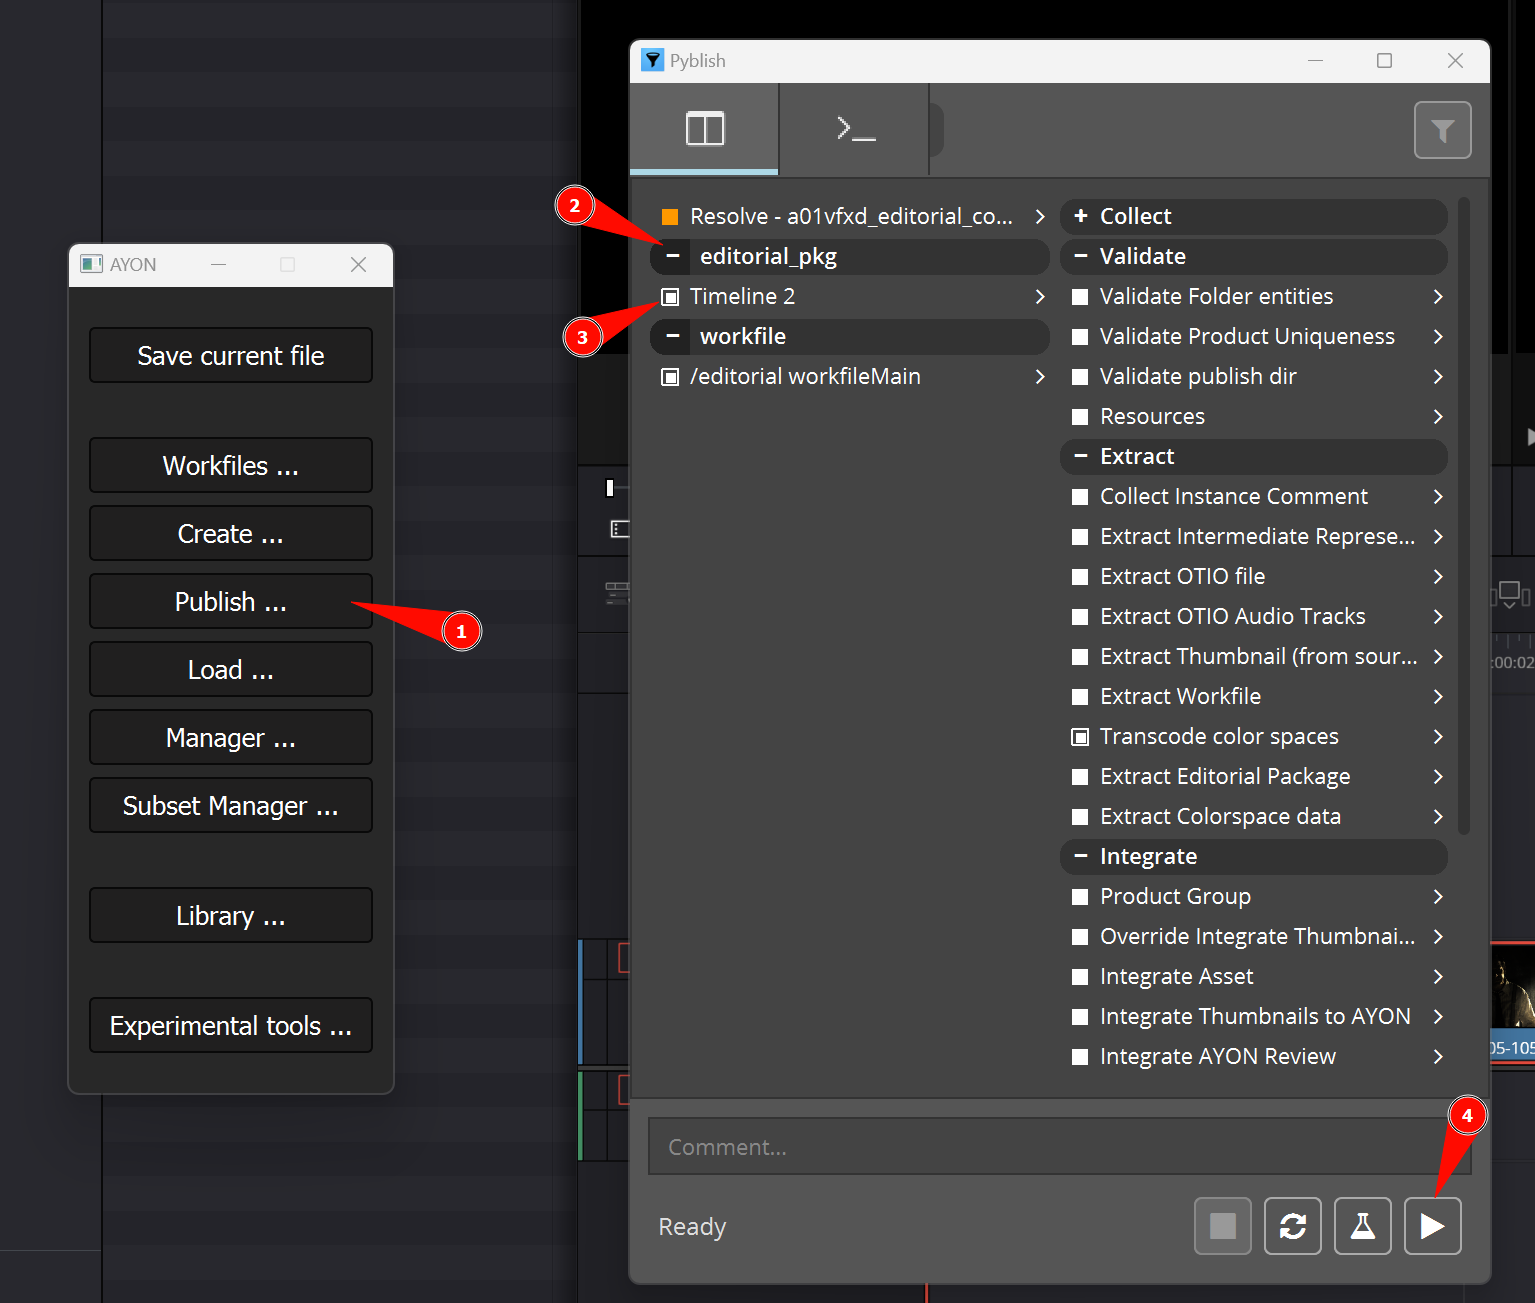 AYON
Save current file
Workfiles ...
Create ...
Publish ...
Load ...
Manager ...
Subset Manager ...
Library ...
Experimental tools ...
1
Pyblish
>_
2
Resolve - a01vfxd_editorial_co...
editorial_pkg
3
Timeline 2
workfile
/editorial workfileMain
+ Collect
Validate
Validate Folder entities
Validate Product Uniqueness
Validate publish dir
Resources
Extract
Collect Instance Comment
Extract Intermediate Represe...
Extract OTIO file
Extract OTIO Audio Tracks
Extract Thumbnail (from sour...
Extract Workfile
Transcode color spaces
Extract Editorial Package
Extract Colorspace data
Integrate
Product Group
Override Integrate Thumbnai...
Integrate Asset
Integrate Thumbnails to AYON
Integrate AYON Review
4
Comment...
Ready
:00:02
05-105